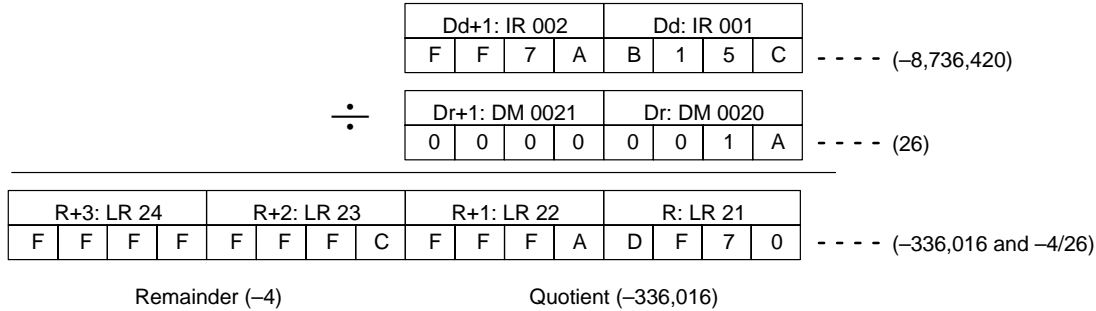 Dd+1: IR 002 Dd: IR 001
F F 7 A B 1 5 C - - - - (–8,736,420)
÷ Dr+1: DM 0021 Dr: DM 0020
0 0 0 0 0 0 1 A - - - - (26)
R+3: LR 24 R+2: LR 23 R+1: LR 22 R: LR 21
F F F F F F F C F F F A D F 7 0 - - - - (–336,016 and –4/26)
Remainder (–4) Quotient (–336,016)